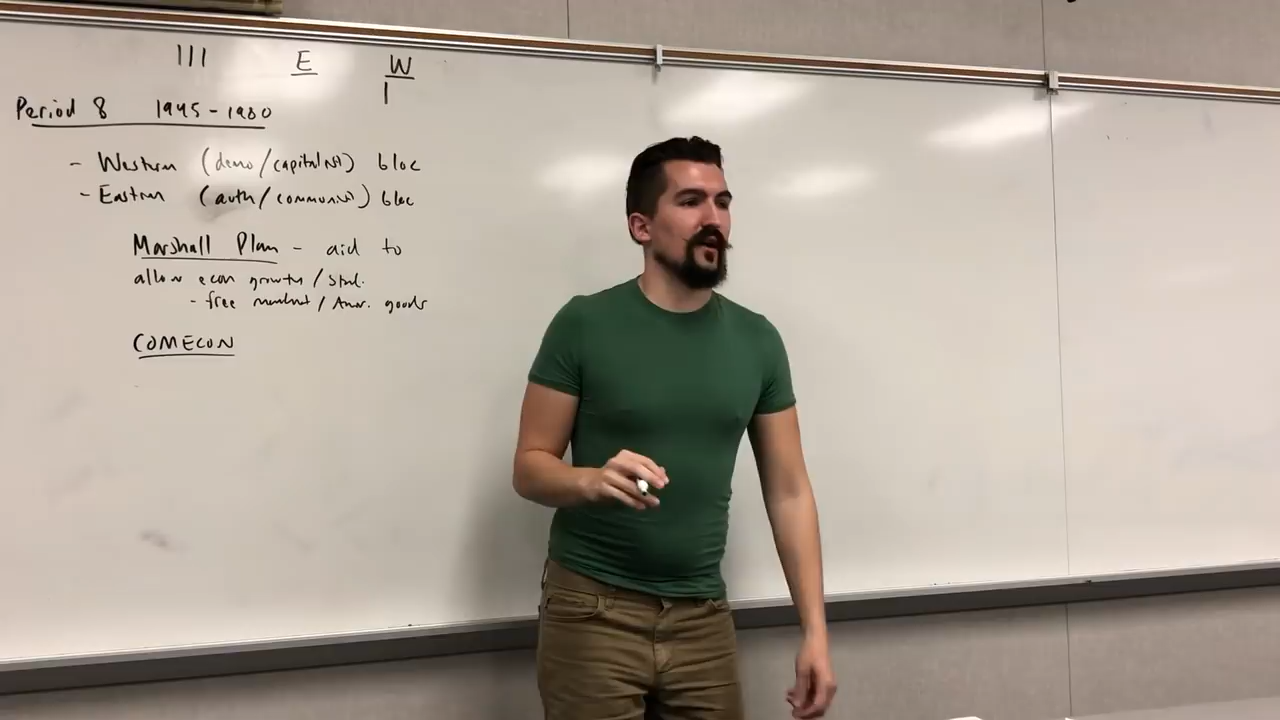 III E W
I
Period 8 1945-1980
- Western (demo/capitalist) bloc
- Eastern (auth/communist) bloc
Marshall Plan - aid to
allow econ growth/stab.
- free market/Amer. goods
COMECON